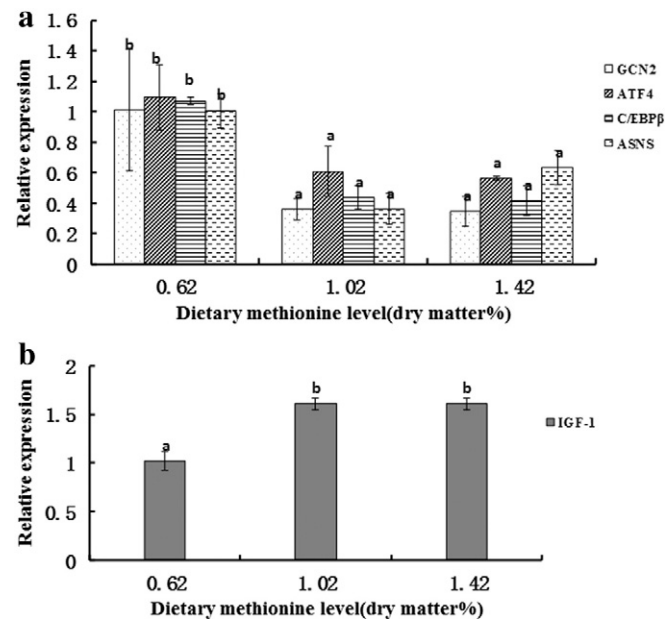 a
1.6
1.4
1.2
1
0.8
0.6
0.4
0.2
0
Relative expression
b b b b
a a a a
a a a a
GCN2
ATF4
C/EBPβ
ASNS
0.62 1.02 1.42
Dietary methionine level(dry matter%)
b
2
1.5
1
0.5
0
Relative expression
a b b
IGF-1
0.62 1.02 1.42
Dietary methionine level(dry matter%)